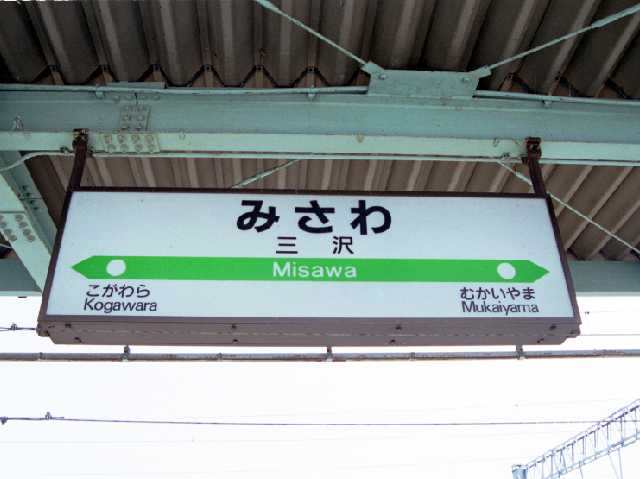 みさわ
三沢
Misawa
こがわら
Kogawara
むかいやま
Mukaiyama